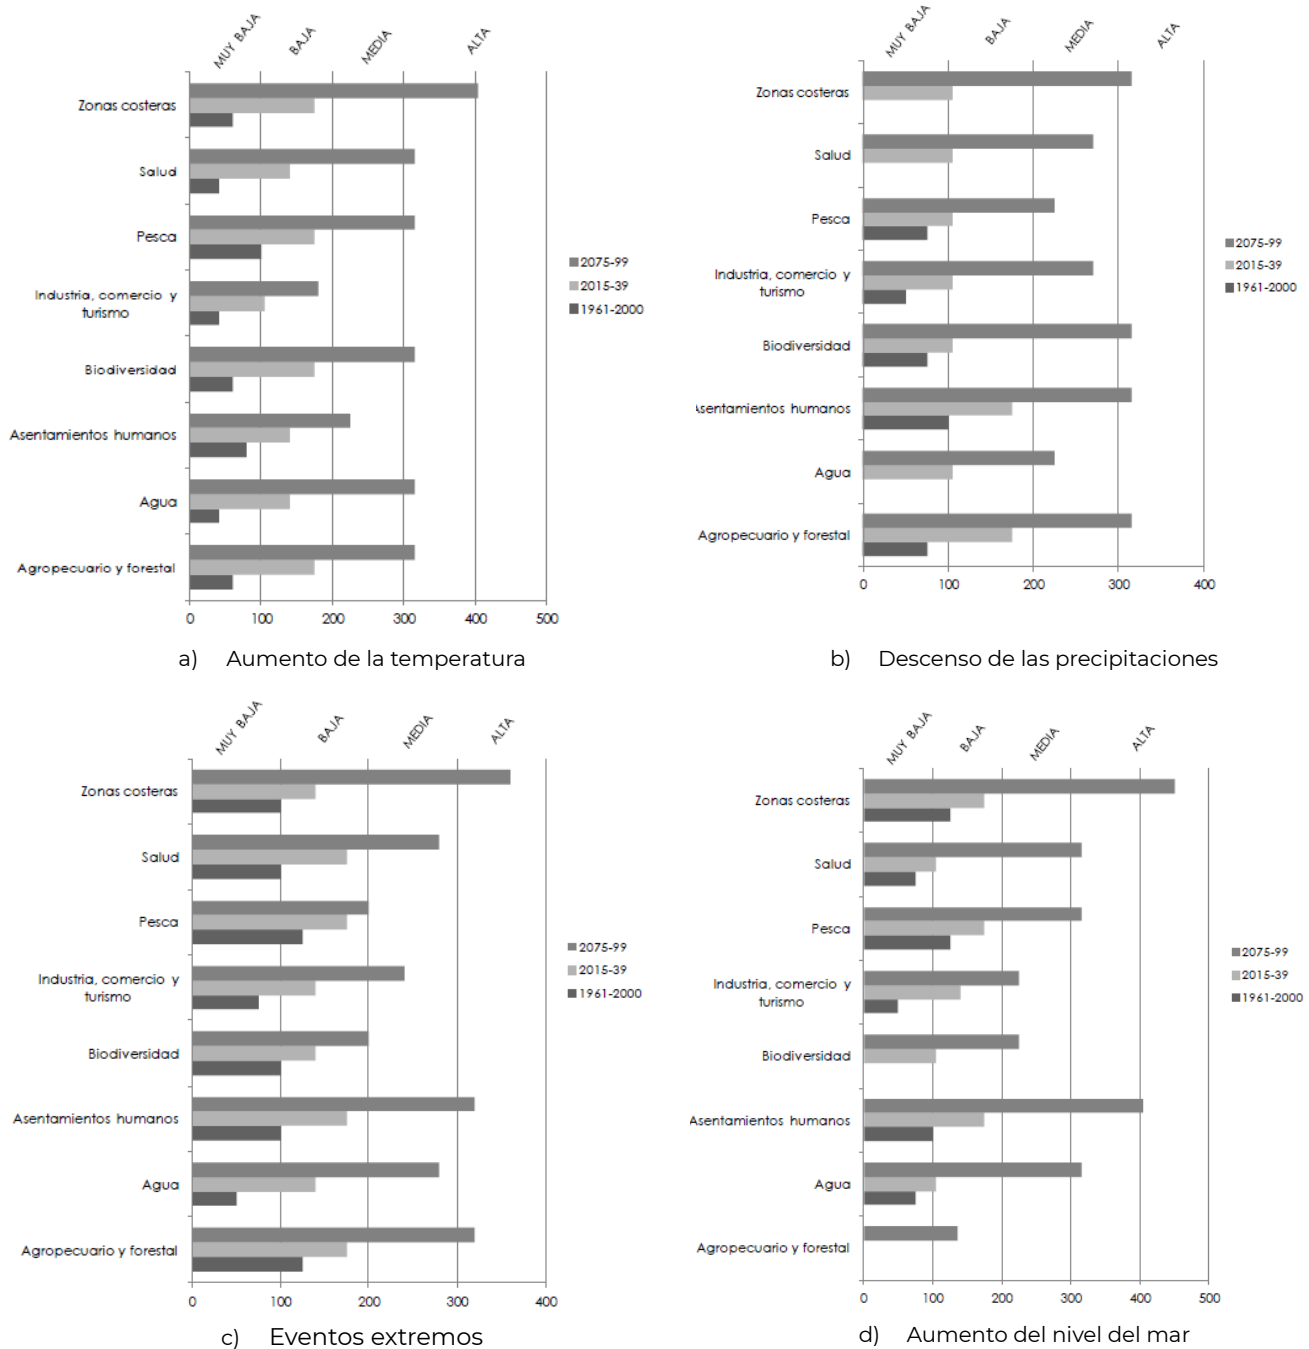 MUY BAJA
BAJA
MEDIA
ALTA
Zonas costeras
Salud
Pesca
Industria, comercio y
turismo
Biodiversidad
Asentamientos humanos
Agua
Agropecuario y forestal
0 100 200 300 400 500
2075-99
2015-39
1961-2000
a) Aumento de la temperatura
MUY BAJA
BAJA
MEDIA
ALTA
Zonas costeras
Salud
Pesca
Industria, comercio y
turismo
Biodiversidad
Asentamientos humanos
Agua
Agropecuario y forestal
0 100 200 300 400
2075-99
2015-39
1961-2000
b) Descenso de las precipitaciones
MUY BAJA
BAJA
MEDIA
ALTA
Zonas costeras
Salud
Pesca
Industria, comercio y
turismo
Biodiversidad
Asentamientos humanos
Agua
Agropecuario y forestal
0 100 200 300 400
2075-99
2015-39
1961-2000
c) Eventos extremos
MUY BAJA
BAJA
MEDIA
ALTA
Zonas costeras
Salud
Pesca
Industria, comercio y
turismo
Biodiversidad
Asentamientos humanos
Agua
Agropecuario y forestal
0 100 200 300 400 500
2075-99
2015-39
1961-2000
d) Aumento del nivel del mar